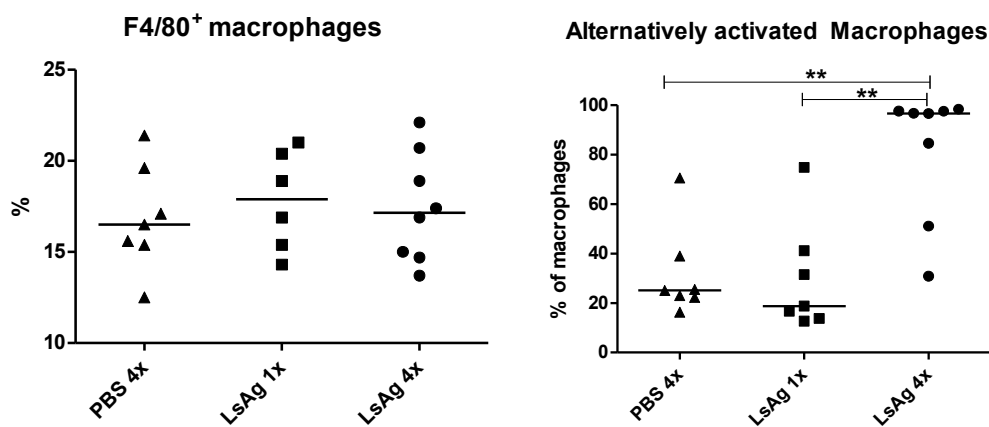 F4/80⁺ macrophages
%
25
20
15
10
PBS 4x
LsAg 1x
LsAg 4x
Alternatively activated Macrophages
**
**
% of macrophages
100
80
60
40
20
0
PBS 4x
LsAg 1x
LsAg 4x